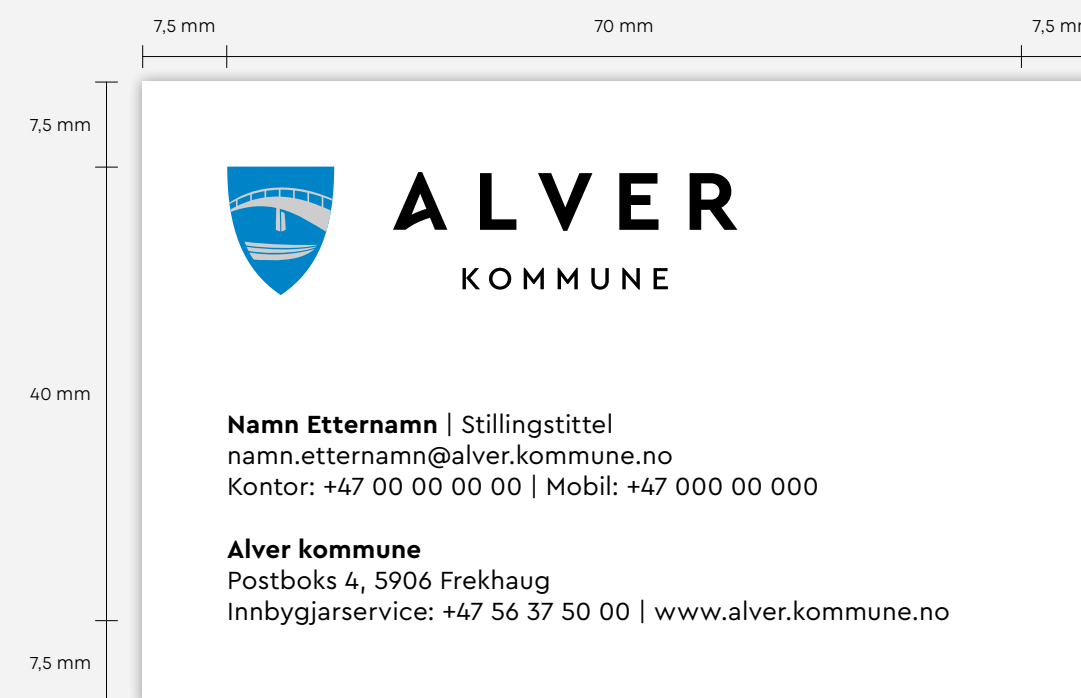 7,5 mm 70 mm 7,5 
7,5 mm
ALVER
KOMMUNE
40 mm
Namn Etternamn | Stillingstittel
namn.etternamn@alver.kommune.no
Kontor: +47 00 00 00 00 | Mobil: +47 000 00 000
Alver kommune
Postboks 4, 5906 Frekhaug
Innbygjarservice: +47 56 37 50 00 | www.alver.kommune.no
7,5 mm